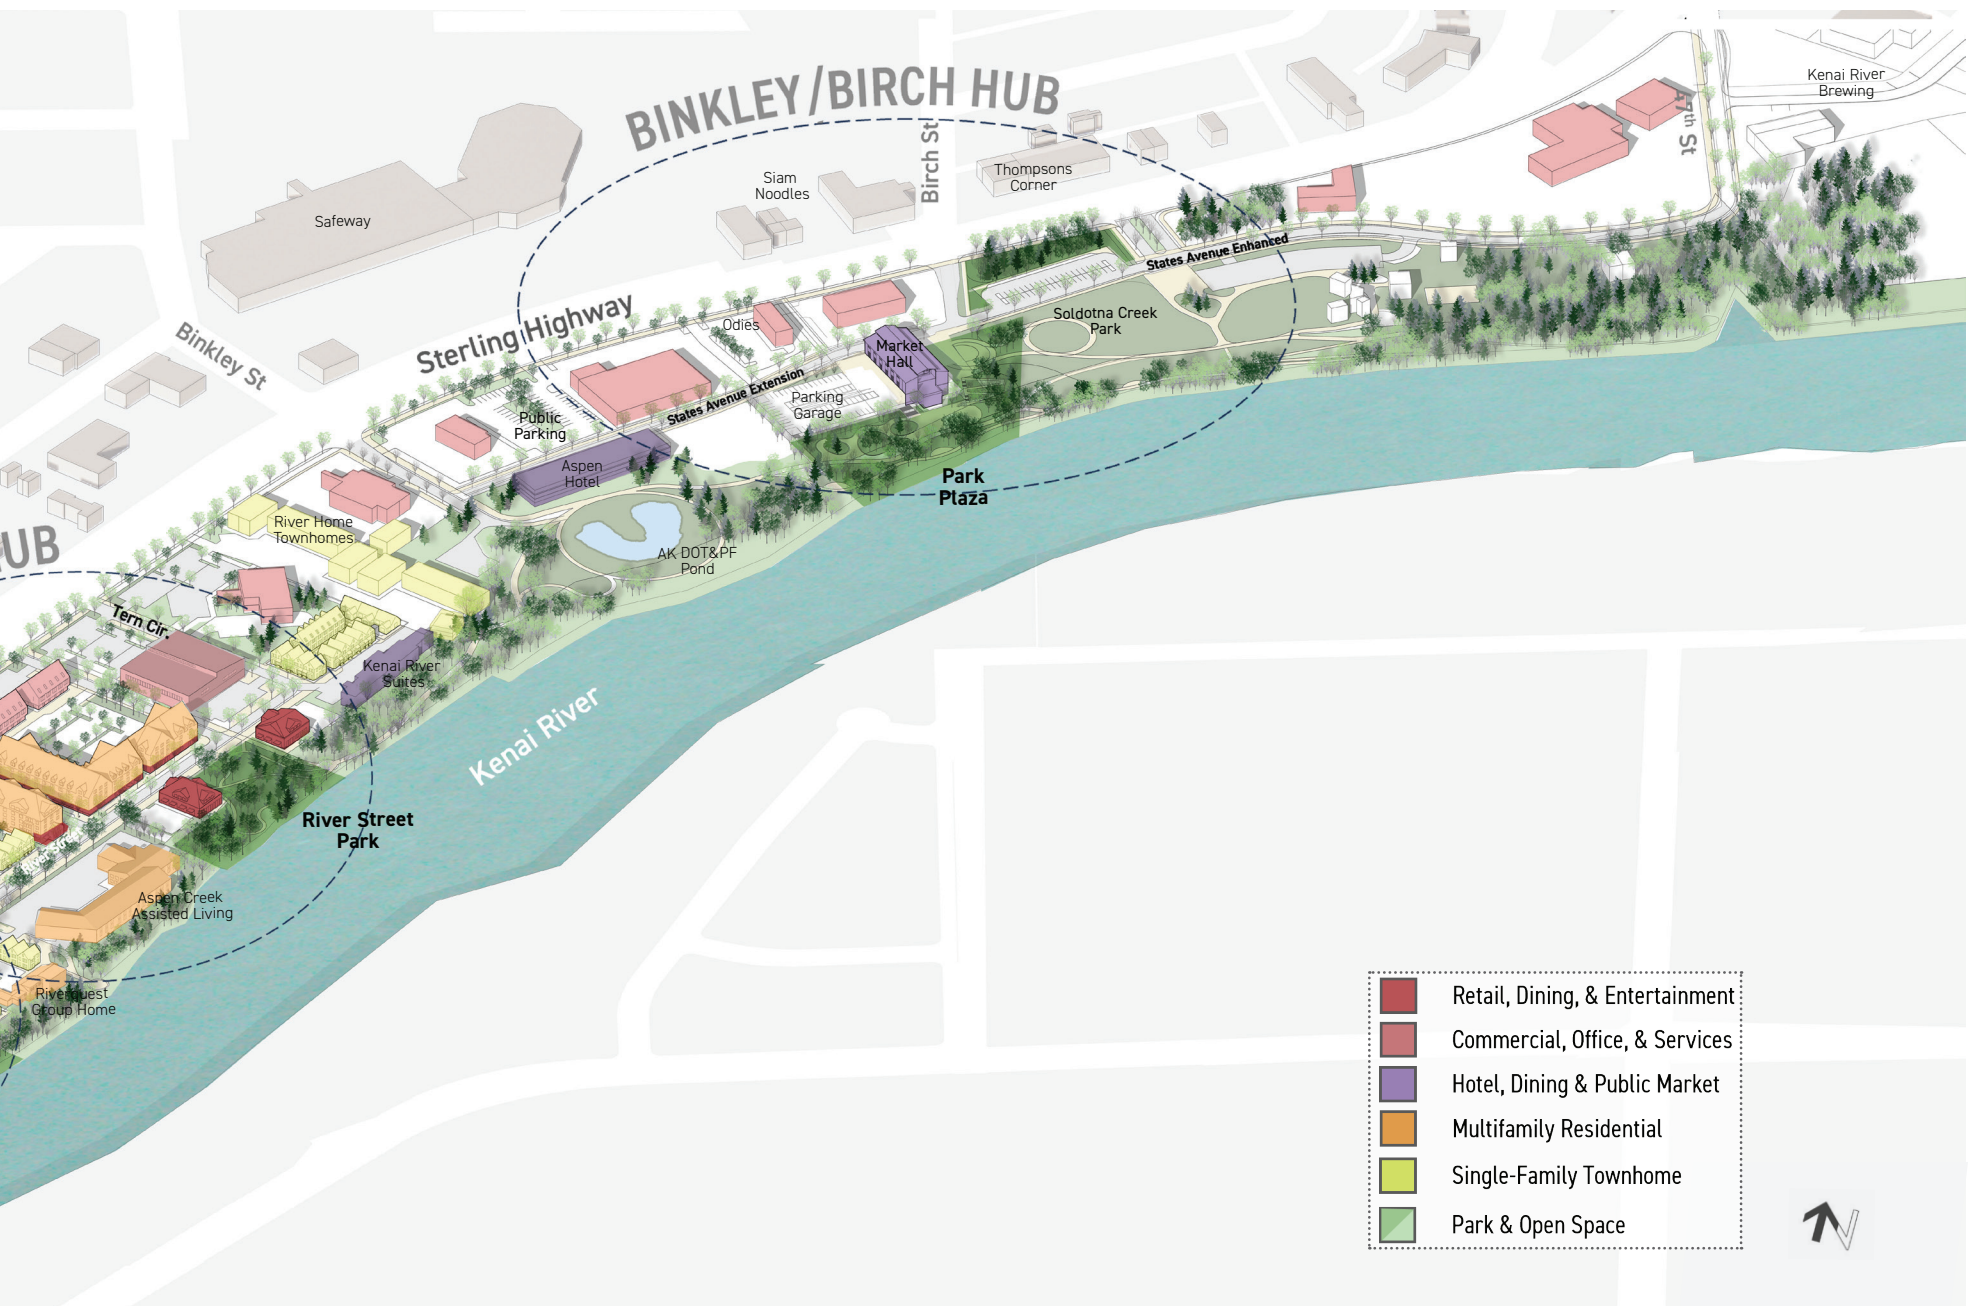 BINKLEY/BIRCH HUB
Kenai River
Brewing
47th St
Birch St
Siam
Noodles
Thompsons
Corner
Safeway
States Avenue Enhanced
Sterling Highway
Soldotna Creek
Park
Odies
Market
Hall
Binkley St
States Avenue Extension
Parking
Garage
Public
Parking
Aspen
Hotel
Park
Plaza
River Home
Townhomes
UB
AK DOT&PF
Pond
Tern Cir.
Kenai River
Suites
Kenai River
River Street
Park
River Street
Aspen Creek
Assisted Living
Riverquest
Group Home
Retail, Dining, & Entertainment
Commercial, Office, & Services
Hotel, Dining & Public Market
Multifamily Residential
Single-Family Townhome
Park & Open Space
N